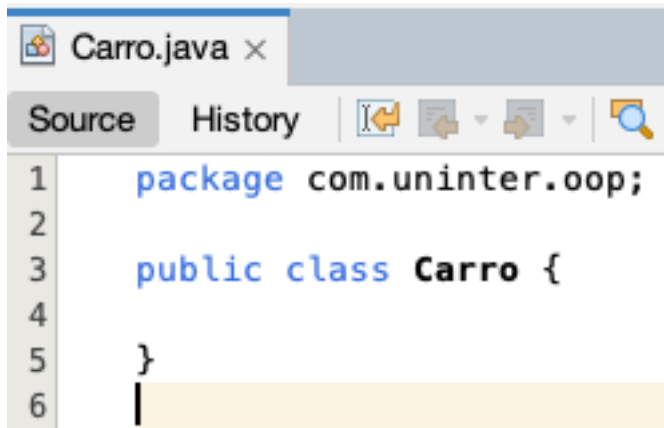 Carro.java ×
Source History
1 package com.uninter.oop;
2
3 public class Carro {
4
5 }
6